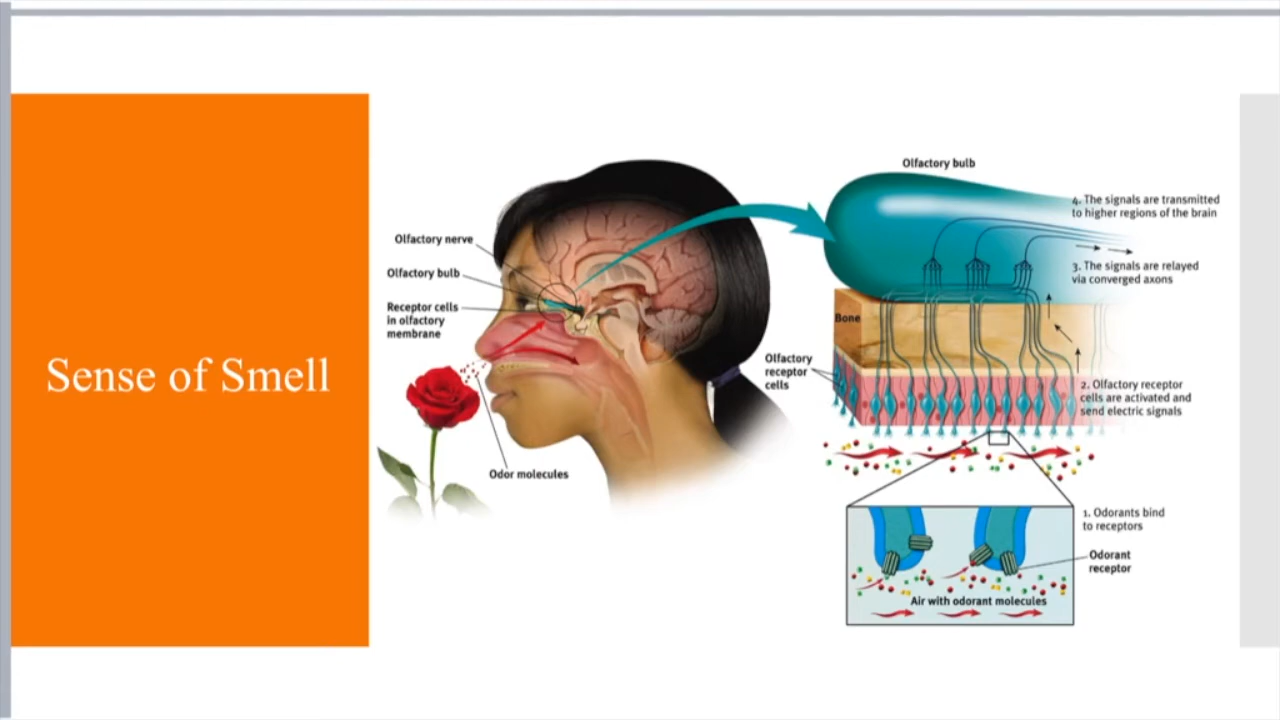 Sense of Smell
Olfactory nerve
Olfactory bulb
Receptor cells
in olfactory
membrane
Odor molecules
Olfactory bulb
4. The signals are transmitted
to higher regions of the brain
3. The signals are relayed
via converged axons
Bone
Olfactory
receptor
cells
2. Olfactory receptor
cells are activated and
send electric signals
1. Odorants bind
to receptors
Odorant
receptor
Air with odorant molecules